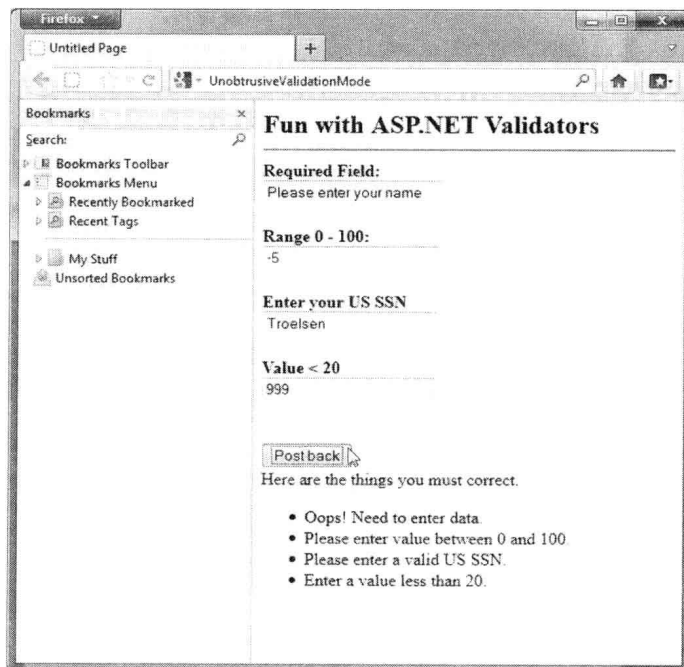 Firefox
Untitled Page
UnobtrusiveValidationMode
Bookmarks
Search:
Bookmarks Toolbar
Bookmarks Menu
Recently Bookmarked
Recent Tags
My Stuff
Unsorted Bookmarks
Fun with ASP.NET Validators
Required Field:
Please enter your name
Range 0 - 100:
-5
Enter your US SSN
Troelsen
Value < 20
999
Post back
Here are the things you must correct.
• Oops! Need to enter data.
• Please enter value between 0 and 100.
• Please enter a valid US SSN.
• Enter a value less than 20.